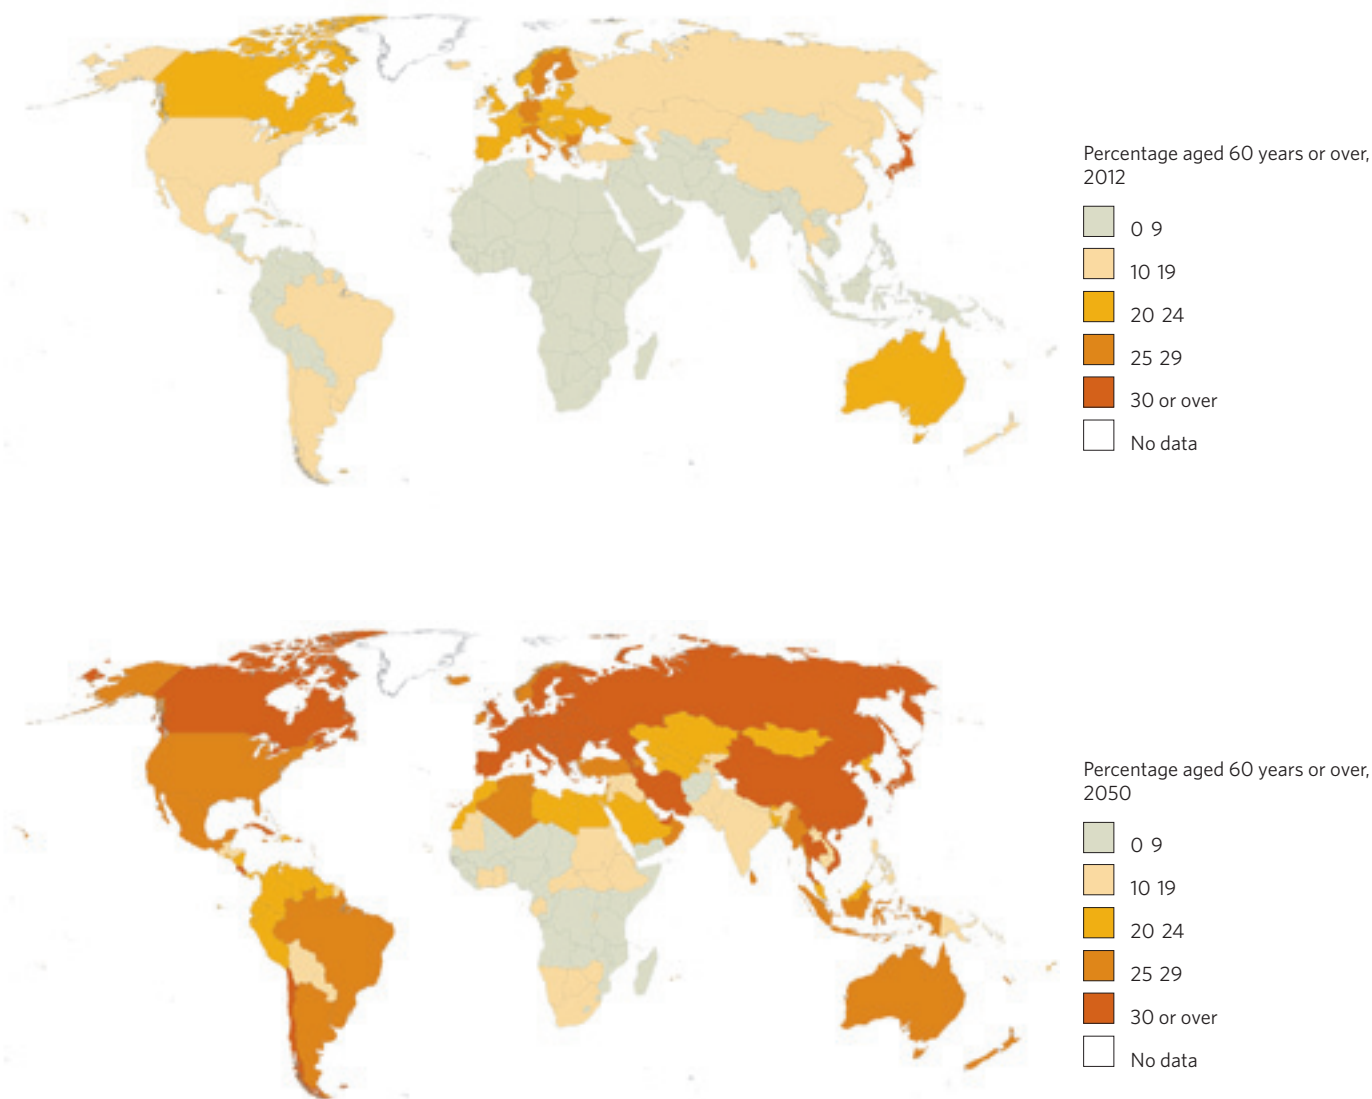 Percentage aged 60 years or over,
2012
0 9
10 19
20 24
25 29
30 or over
No data
Percentage aged 60 years or over,
2050
0 9
10 19
20 24
25 29
30 or over
No data